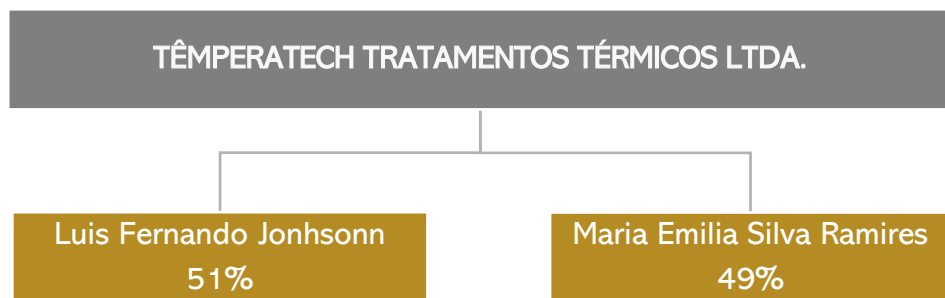 TÊMPERATECH TRATAMENTOS TÉRMICOS LTDA.
Luis Fernando Jonhsonn
51%
Maria Emilia Silva Ramires
49%